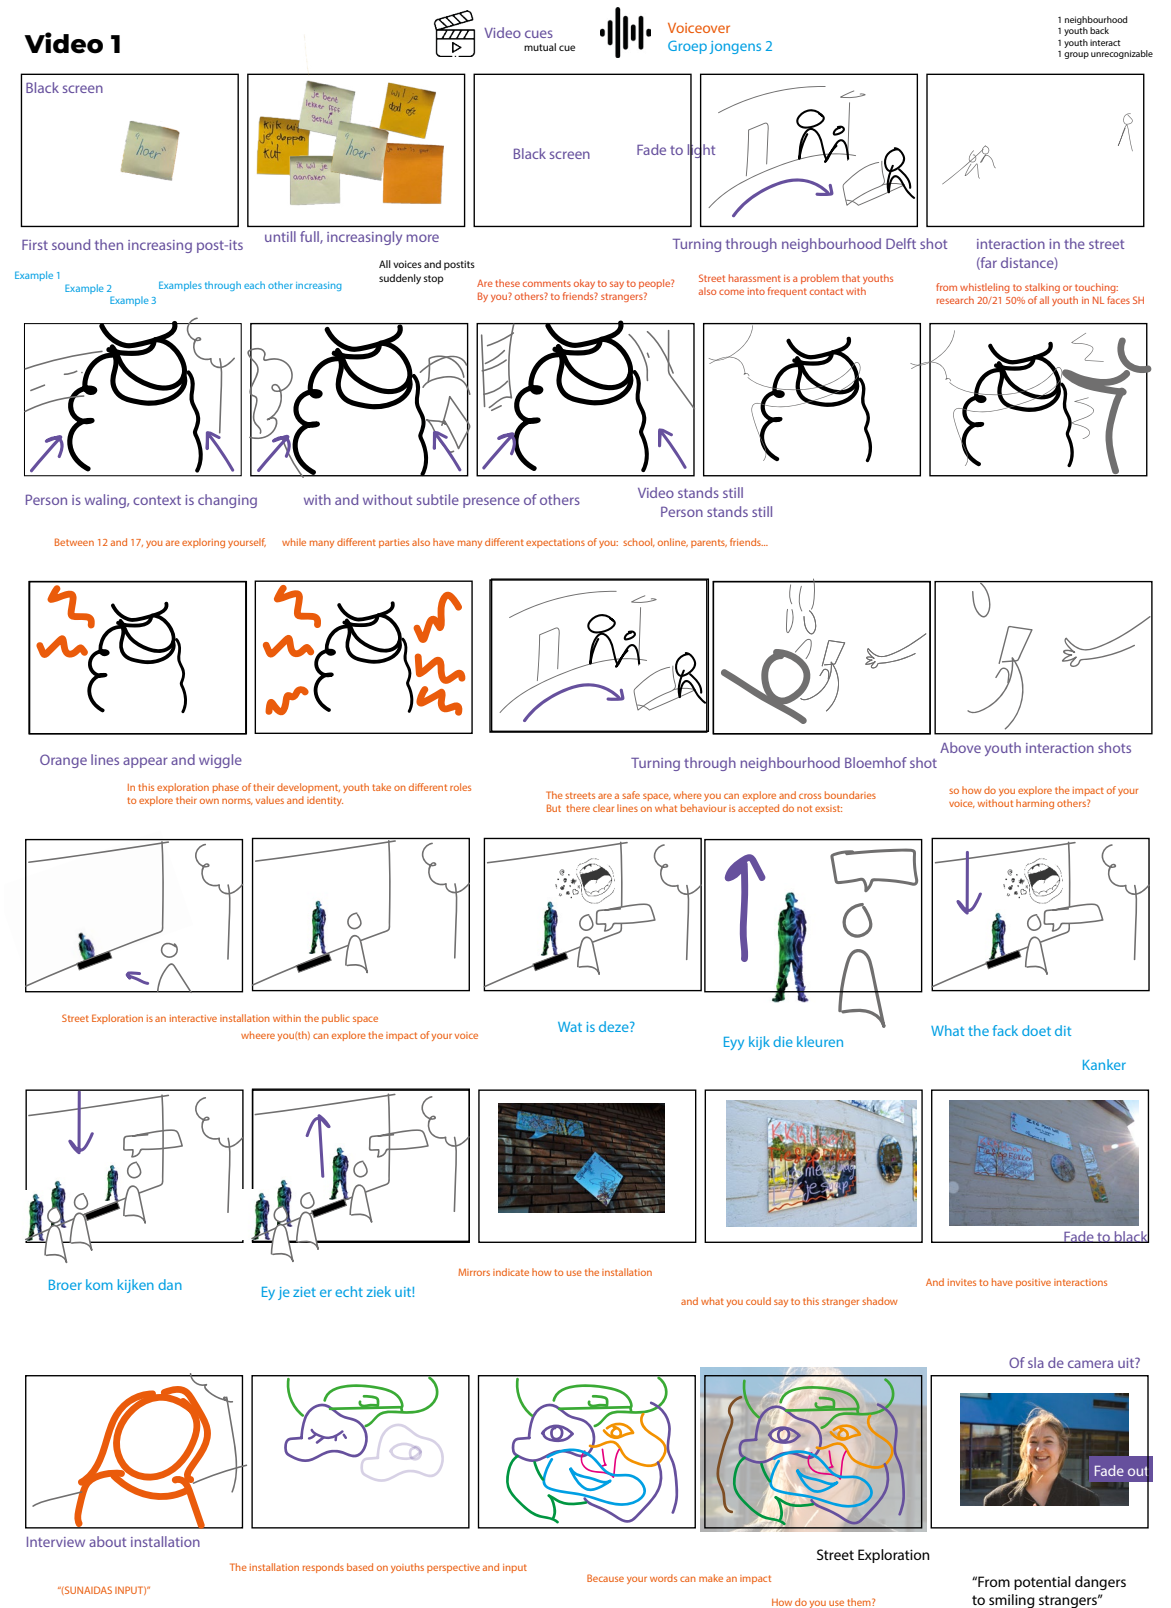 Video 1
Video cues
mutual cue
Voiceover
Groep jongens 2
1 neighbourhood
1 youth back
1 youth interact
1 group unrecognizable
Black screen
"hoer"
je bent
lekker
gebouwd
wil je
Kijk uit
je doppen
kut
"hoer"
ik wil je
aanraken
Black screen
Fade to light
First sound then increasing post-its
untill full, increasingly more
Turning through neighbourhood Delft shot
interaction in the street
(far distance)
Example 1
Example 2
Example 3
Examples through each other increasing
All voices and postits
suddenly stop
Are these comments okay to say to people?
By you? others? to friends? strangers?
Street harassment is a problem that youths
also come into frequent contact with
from whistleling to stalking or touching:
research 20/21 50% of all youth in NL faces SH
Person is waling, context is changing
with and without subtile presence of others
Video stands still
Person stands still
Between 12 and 17, you are exploring yourself,
while many different parties also have many different expectations of you: school, online, parents, friends...
Orange lines appear and wiggle
Turning through neighbourhood Bloemhof shot
Above youth interaction shots
In this exploration phase of their development, youth take on different roles
to explore their own norms, values and identity.
The streets are a safe space, where you can explore and cross boundaries
But there clear lines on what behaviour is accepted do not exsist:
so how do you explore the impact of your
voice, without harming others?
Street Exploration is an interactive installation within the public space
wheere you(th) can explore the impact of your voice
Wat is deze?
Eyy kijk die kleuren
What the fack doet dit
Kanker
Fade to black
Broer kom kijken dan
Ey je ziet er echt ziek uit!
Mirrors indicate how to use the installation
and what you could say to this stranger shadow
And invites to have positive interactions
Of sla de camera uit?
Fade out
Interview about installation
"(SUNAIDAS INPUT)"
The installation responds based on yoiuths perspective and input
Because your words can make an impact
How do you use them?
Street Exploration
"From potential dangers
to smiling strangers"